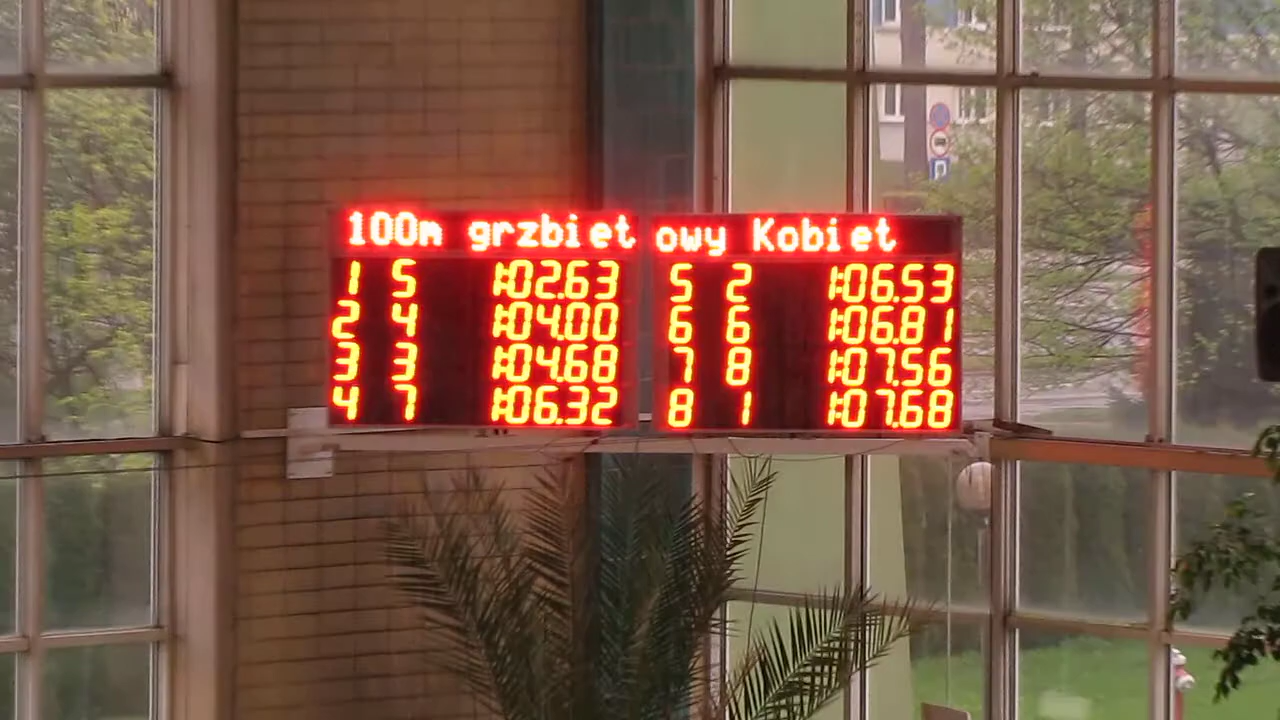 100m grzbietowy Kobiet
1 5 1:02.63
2 4 1:04.00
3 3 1:04.68
4 7 1:06.32
5 2 1:06.53
6 6 1:06.81
7 8 1:07.56
8 1 1:07.68
P